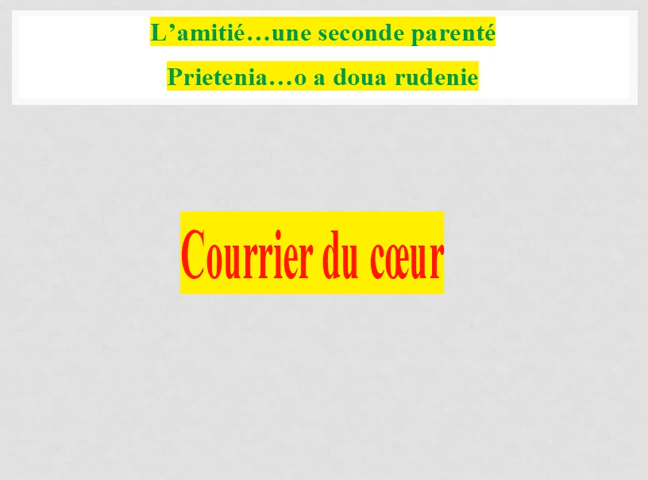 L’amitié…une seconde parenté
Prietenia…o a doua rudenie
Courrier du cœur